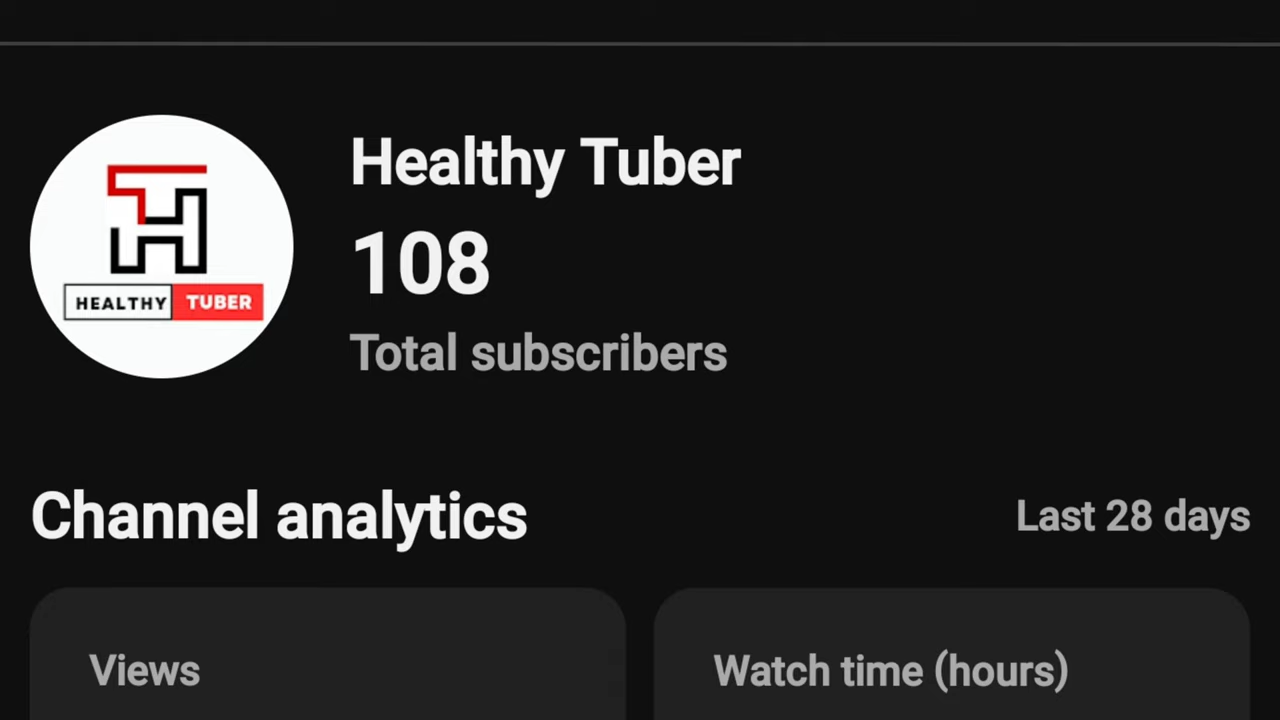 Healthy Tuber
108
Total subscribers
HEALTHY TUBER
Channel analytics
Last 28 days
Views
Watch time (hours)